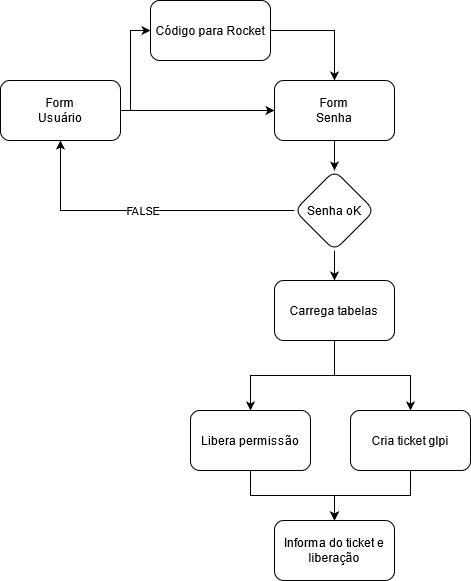 Código para Rocket
Form
Usuário
Form
Senha
Senha oK
FALSE
Carrega tabelas
Libera permissão
Cria ticket glpi
Informa do ticket e
liberação